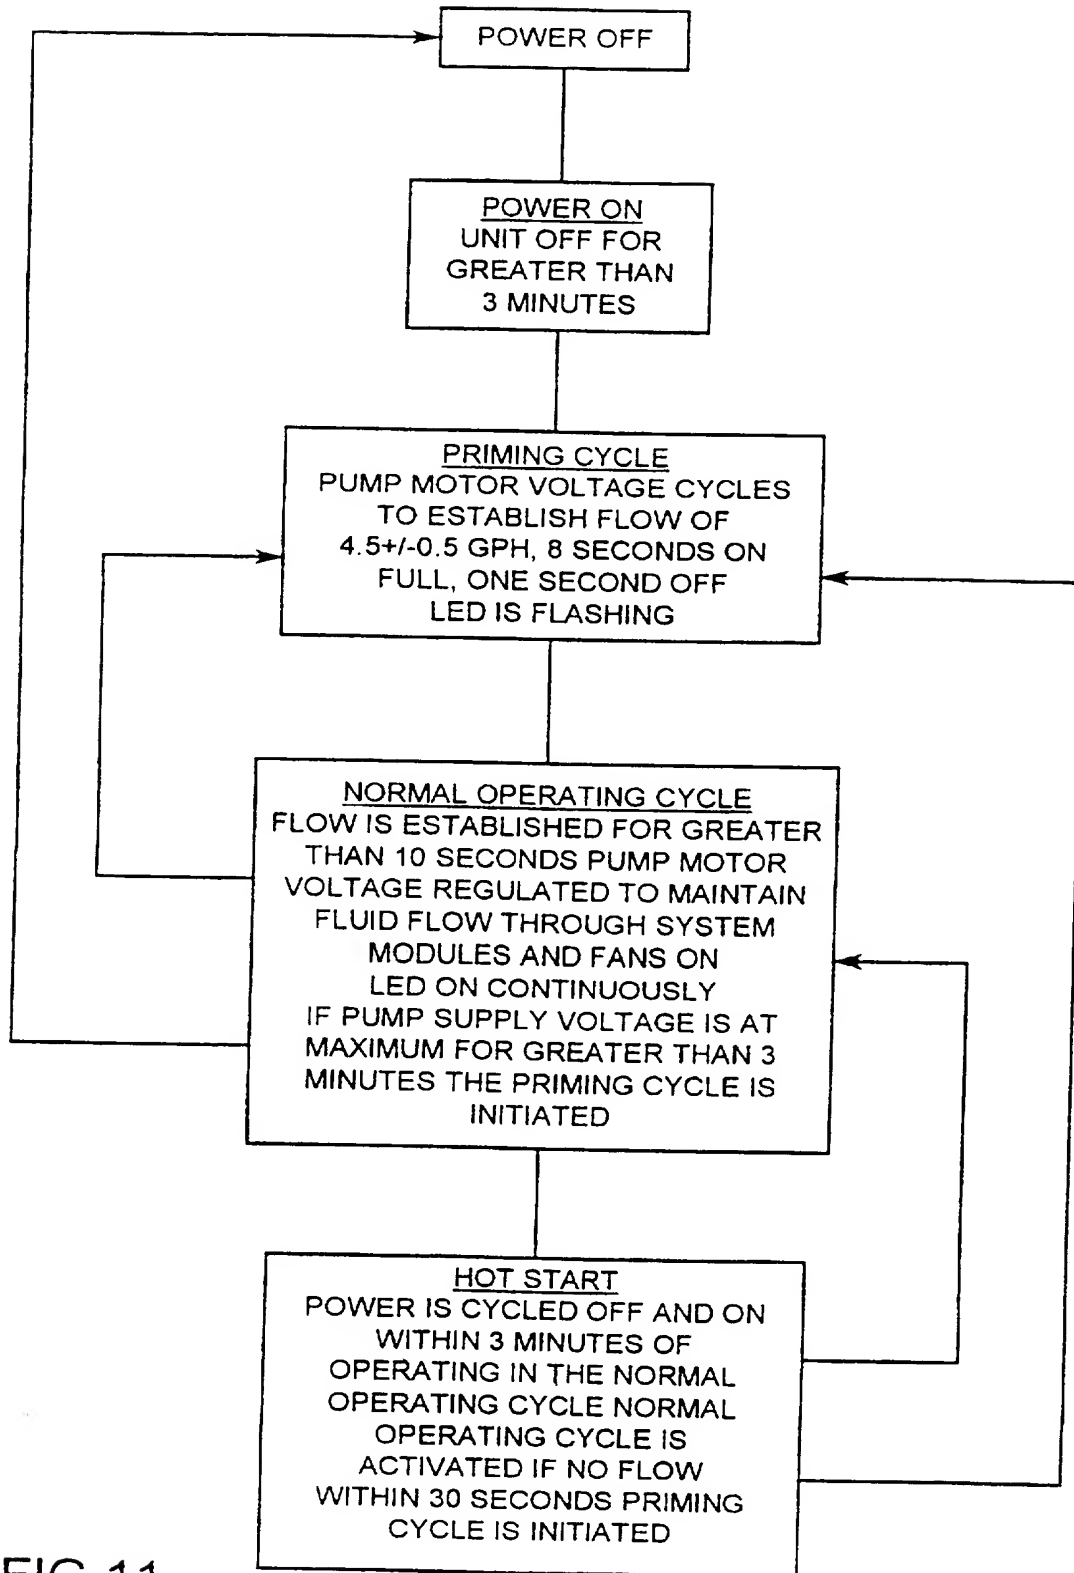 POWER OFF
POWER ON
UNIT OFF FOR
GREATER THAN
3 MINUTES
PRIMING CYCLE
PUMP MOTOR VOLTAGE CYCLES
TO ESTABLISH FLOW OF
4.5+/-0.5 GPH, 8 SECONDS ON
FULL, ONE SECOND OFF
LED IS FLASHING
NORMAL OPERATING CYCLE
FLOW IS ESTABLISHED FOR GREATER
THAN 10 SECONDS PUMP MOTOR
VOLTAGE REGULATED TO MAINTAIN
FLUID FLOW THROUGH SYSTEM
MODULES AND FANS ON
LED ON CONTINUOUSLY
IF PUMP SUPPLY VOLTAGE IS AT
MAXIMUM FOR GREATER THAN 3
MINUTES THE PRIMING CYCLE IS
INITIATED
HOT START
POWER IS CYCLED OFF AND ON
WITHIN 3 MINUTES OF
OPERATING IN THE NORMAL
OPERATING CYCLE NORMAL
OPERATING CYCLE IS
ACTIVATED IF NO FLOW
WITHIN 30 SECONDS PRIMING
CYCLE IS INITIATED
FIG 11